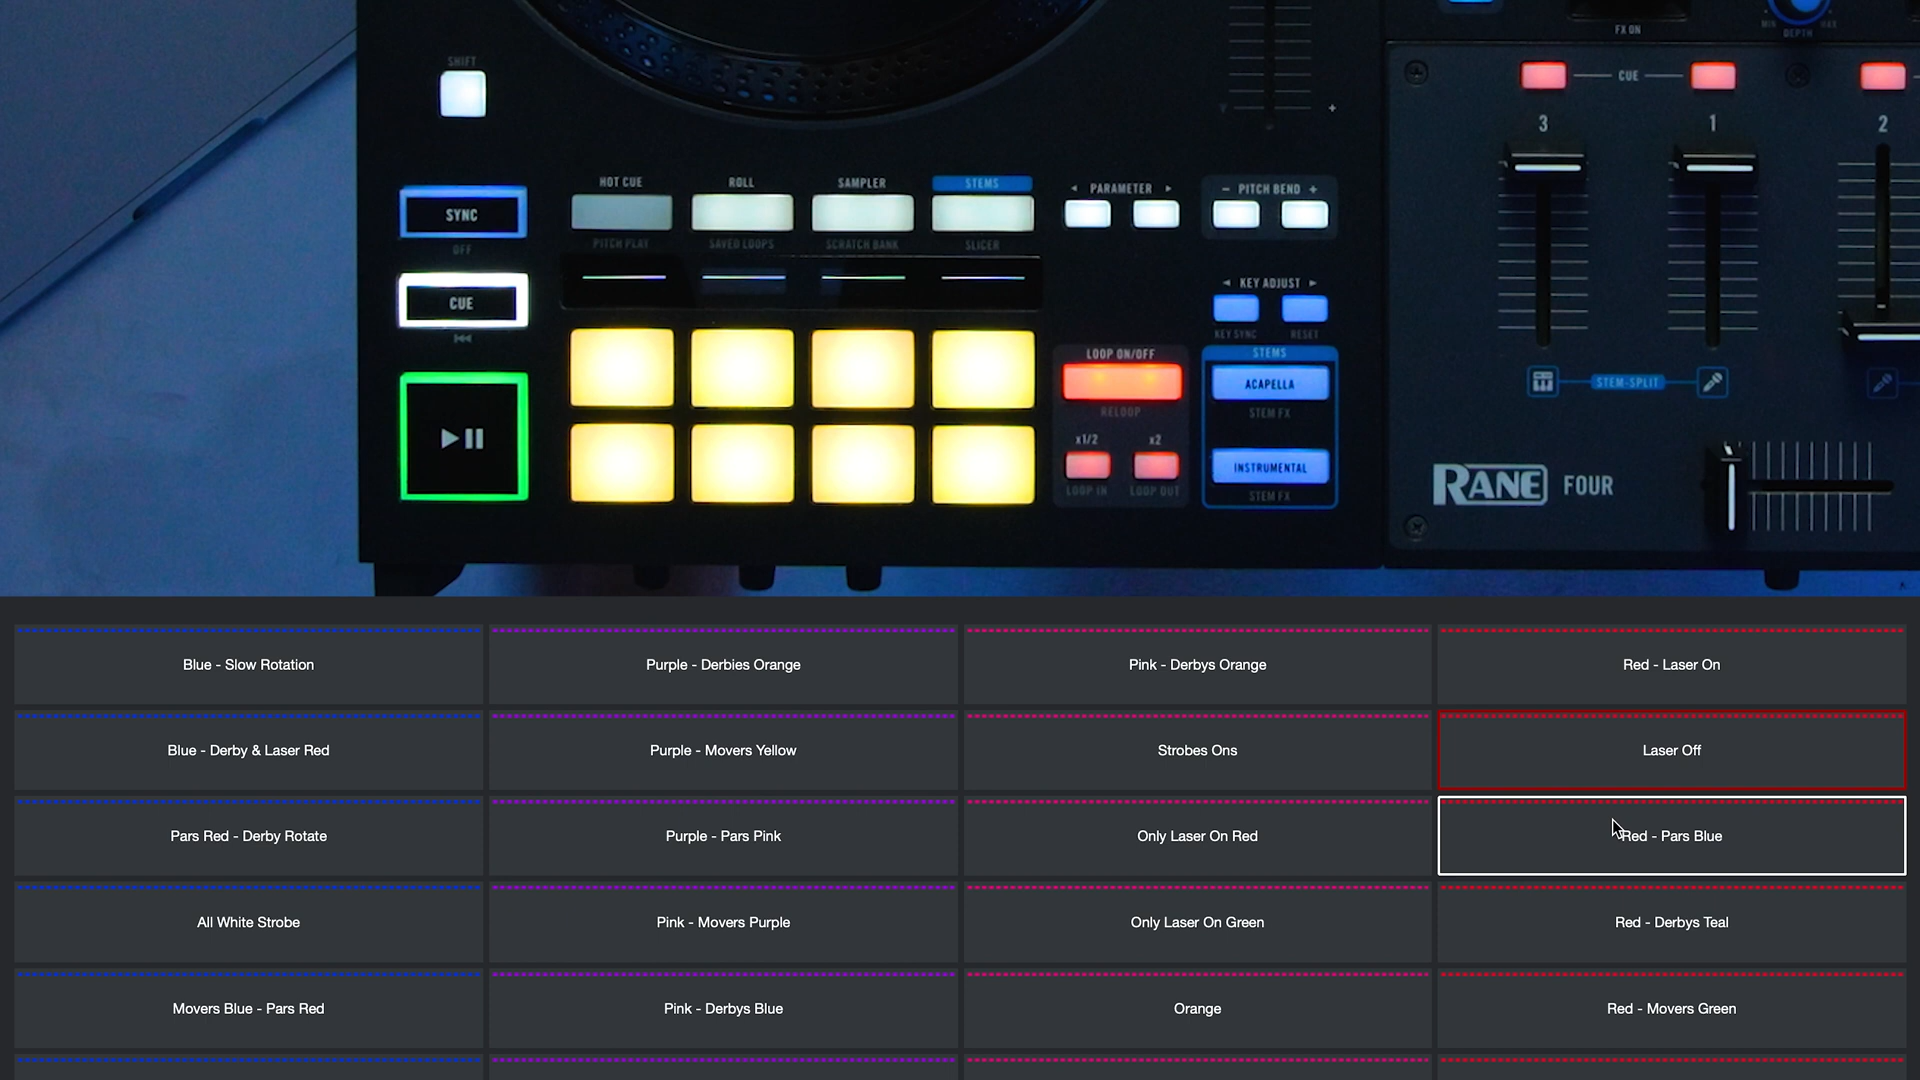 FX ON
MIN
MAX
DEPTH
SHIFT
CUE
3
1
2
HOT CUE
ROLL
SAMPLER
STEMS
PARAMETER
- PITCH BEND +
SYNC
OFF
PITCH PLAY
SAVED LOOPS
SCRATCH BANK
SLICER
+
CUE
KEY ADJUST
KEY SYNC
RESET
LOOP ON/OFF
RELOOP
x1/2
x2
LOOP IN
LOOP OUT
STEMS
ACAPELLA
STEM FX
INSTRUMENTAL
STEM FX
STEM-SPLIT
RANE FOUR
Blue - Slow Rotation
Purple - Derbies Orange
Pink - Derbys Orange
Red - Laser On
Blue - Derby & Laser Red
Purple - Movers Yellow
Strobes Ons
Laser Off
Pars Red - Derby Rotate
Purple - Pars Pink
Only Laser On Red
Red - Pars Blue
All White Strobe
Pink - Movers Purple
Only Laser On Green
Red - Derbys Teal
Movers Blue - Pars Red
Pink - Derbys Blue
Orange
Red - Movers Green